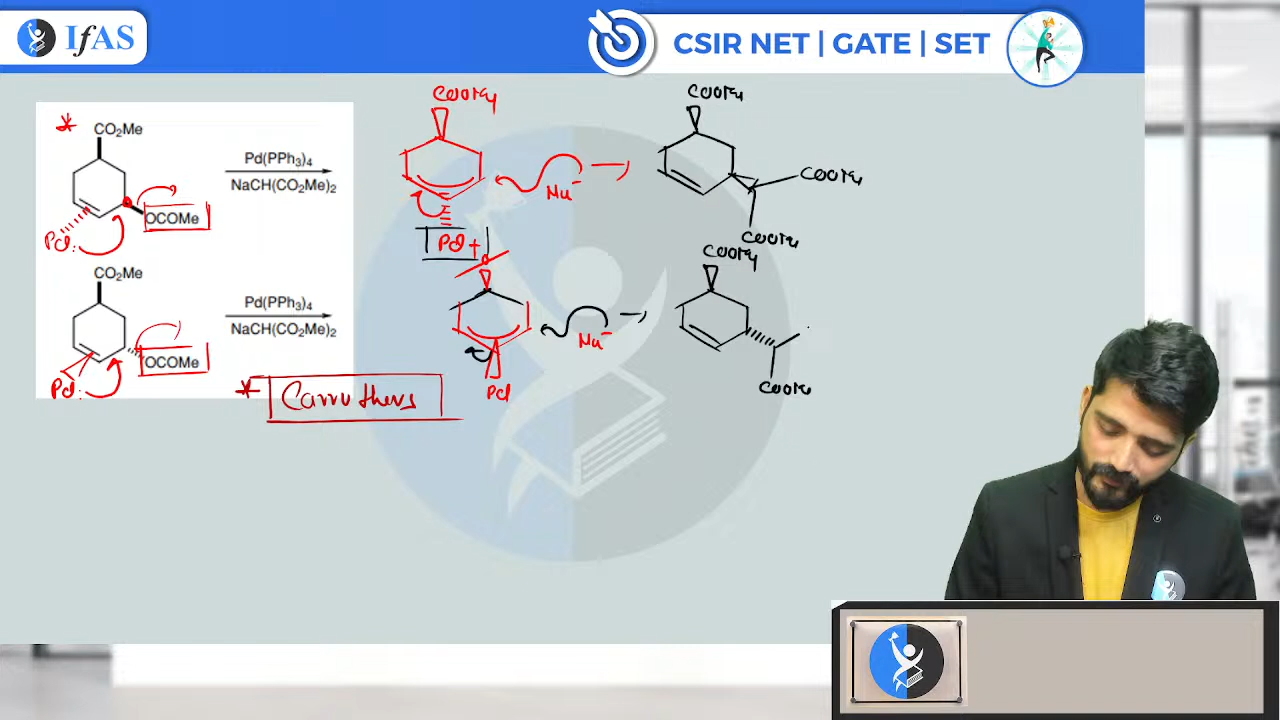 IfAS
CSIR NET | GATE | SET
*
CO₂Me
Pd(PPh₃)₄
NaCH(CO₂Me)₂
OCOMe
Pd:
CO₂Me
Pd(PPh₃)₄
NaCH(CO₂Me)₂
OCOMe
Pd:
* Carruthers
COOMe
Nu⁻
Pd+
Nu⁻
Pd
COOMe
COOMe
COOMe
COOMe
COOMe